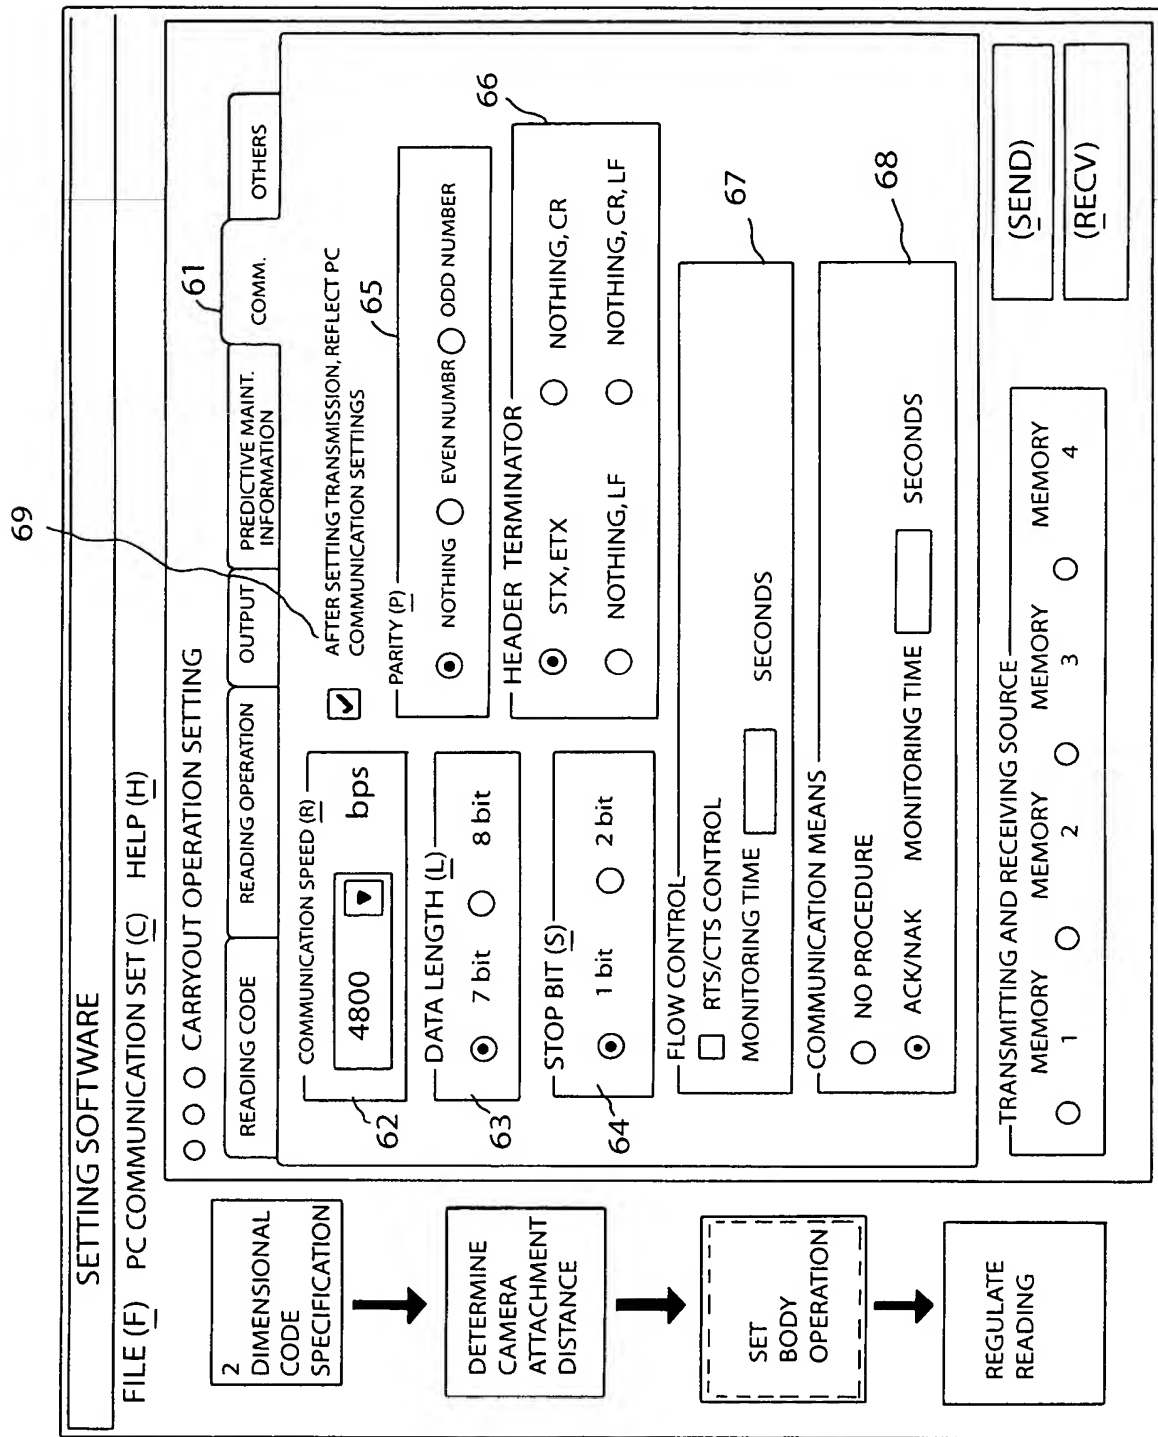 SETTING SOFTWARE
FILE (F) PC COMMUNICATION SET (C) HELP (H)
2
DIMENSIONAL
CODE
SPECIFICATION
DETERMINE
CAMERA
ATTACHMENT
DISTANCE
SET
BODY
OPERATION
REGULATE
READING
CARRYOUT OPERATION SETTING
READING CODE
READING OPERATION
OUTPUT
PREDICTIVE MAINT.
INFORMATION
COMM.
OTHERS
61
69
COMMUNICATION SPEED (R)
4800
bps
62
AFTER SETTING TRANSMISSION, REFLECT PC
COMMUNICATION SETTINGS
DATA LENGTH (L)
7 bit 8 bit
63
PARITY (P)
NOTHING EVEN NUMBR ODD NUMBER
65
STOP BIT (S)
1 bit 2 bit
64
HEADER TERMINATOR
STX, ETX NOTHING, CR
NOTHING, LF NOTHING, CR, LF
66
FLOW CONTROL
RTS/CTS CONTROL
MONITORING TIME SECONDS
67
COMMUNICATION MEANS
NO PROCEDURE
ACK/NAK MONITORING TIME SECONDS
68
TRANSMITTING AND RECEIVING SOURCE
MEMORY MEMORY MEMORY MEMORY
1 2 3 4
(SEND)
(RECV)